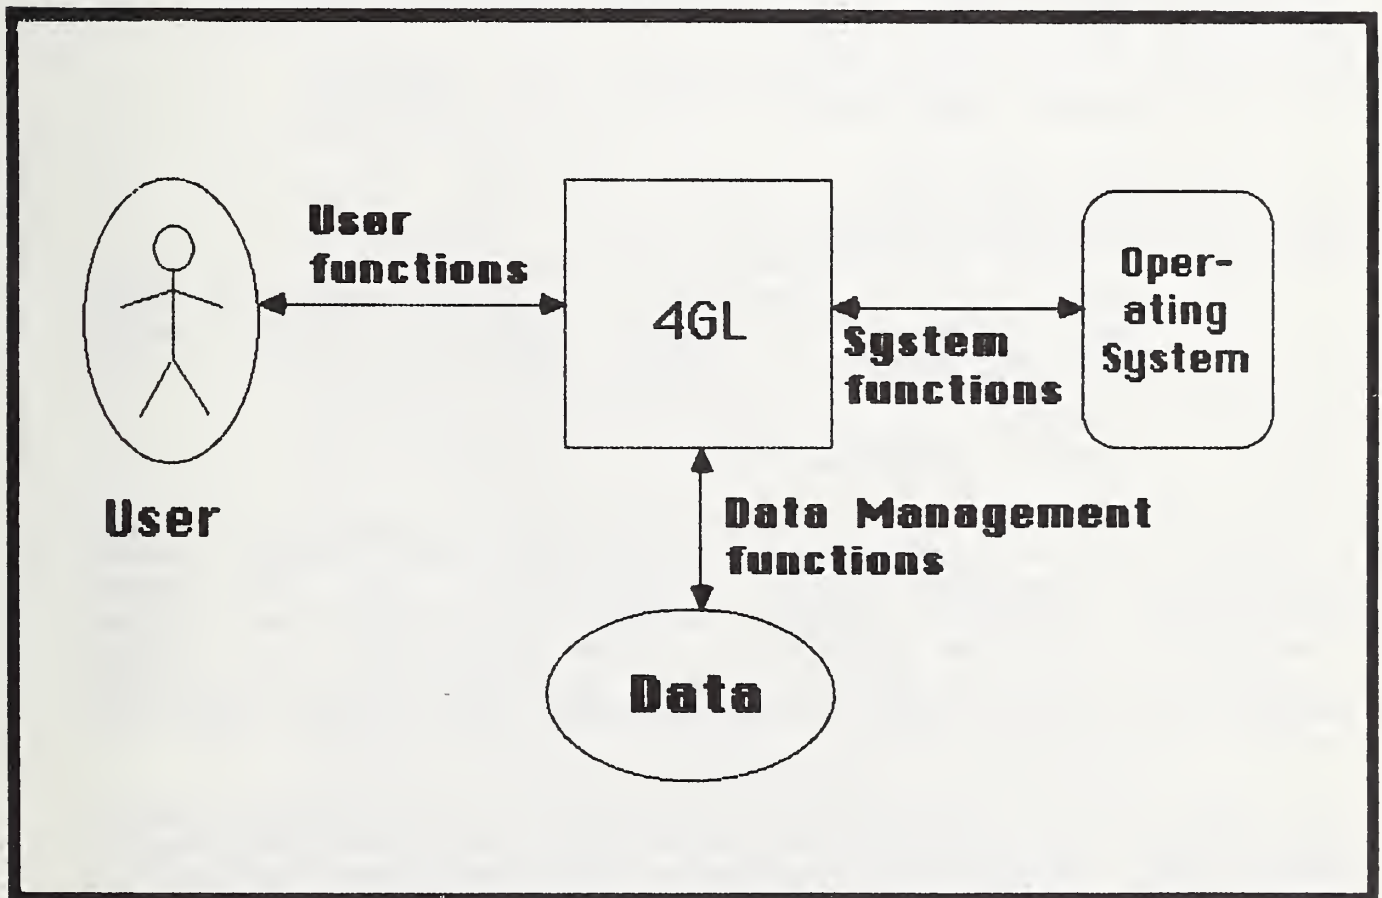 User
functions
4GL
Oper-
ating
System
System
functions
User
Data Management
functions
Data